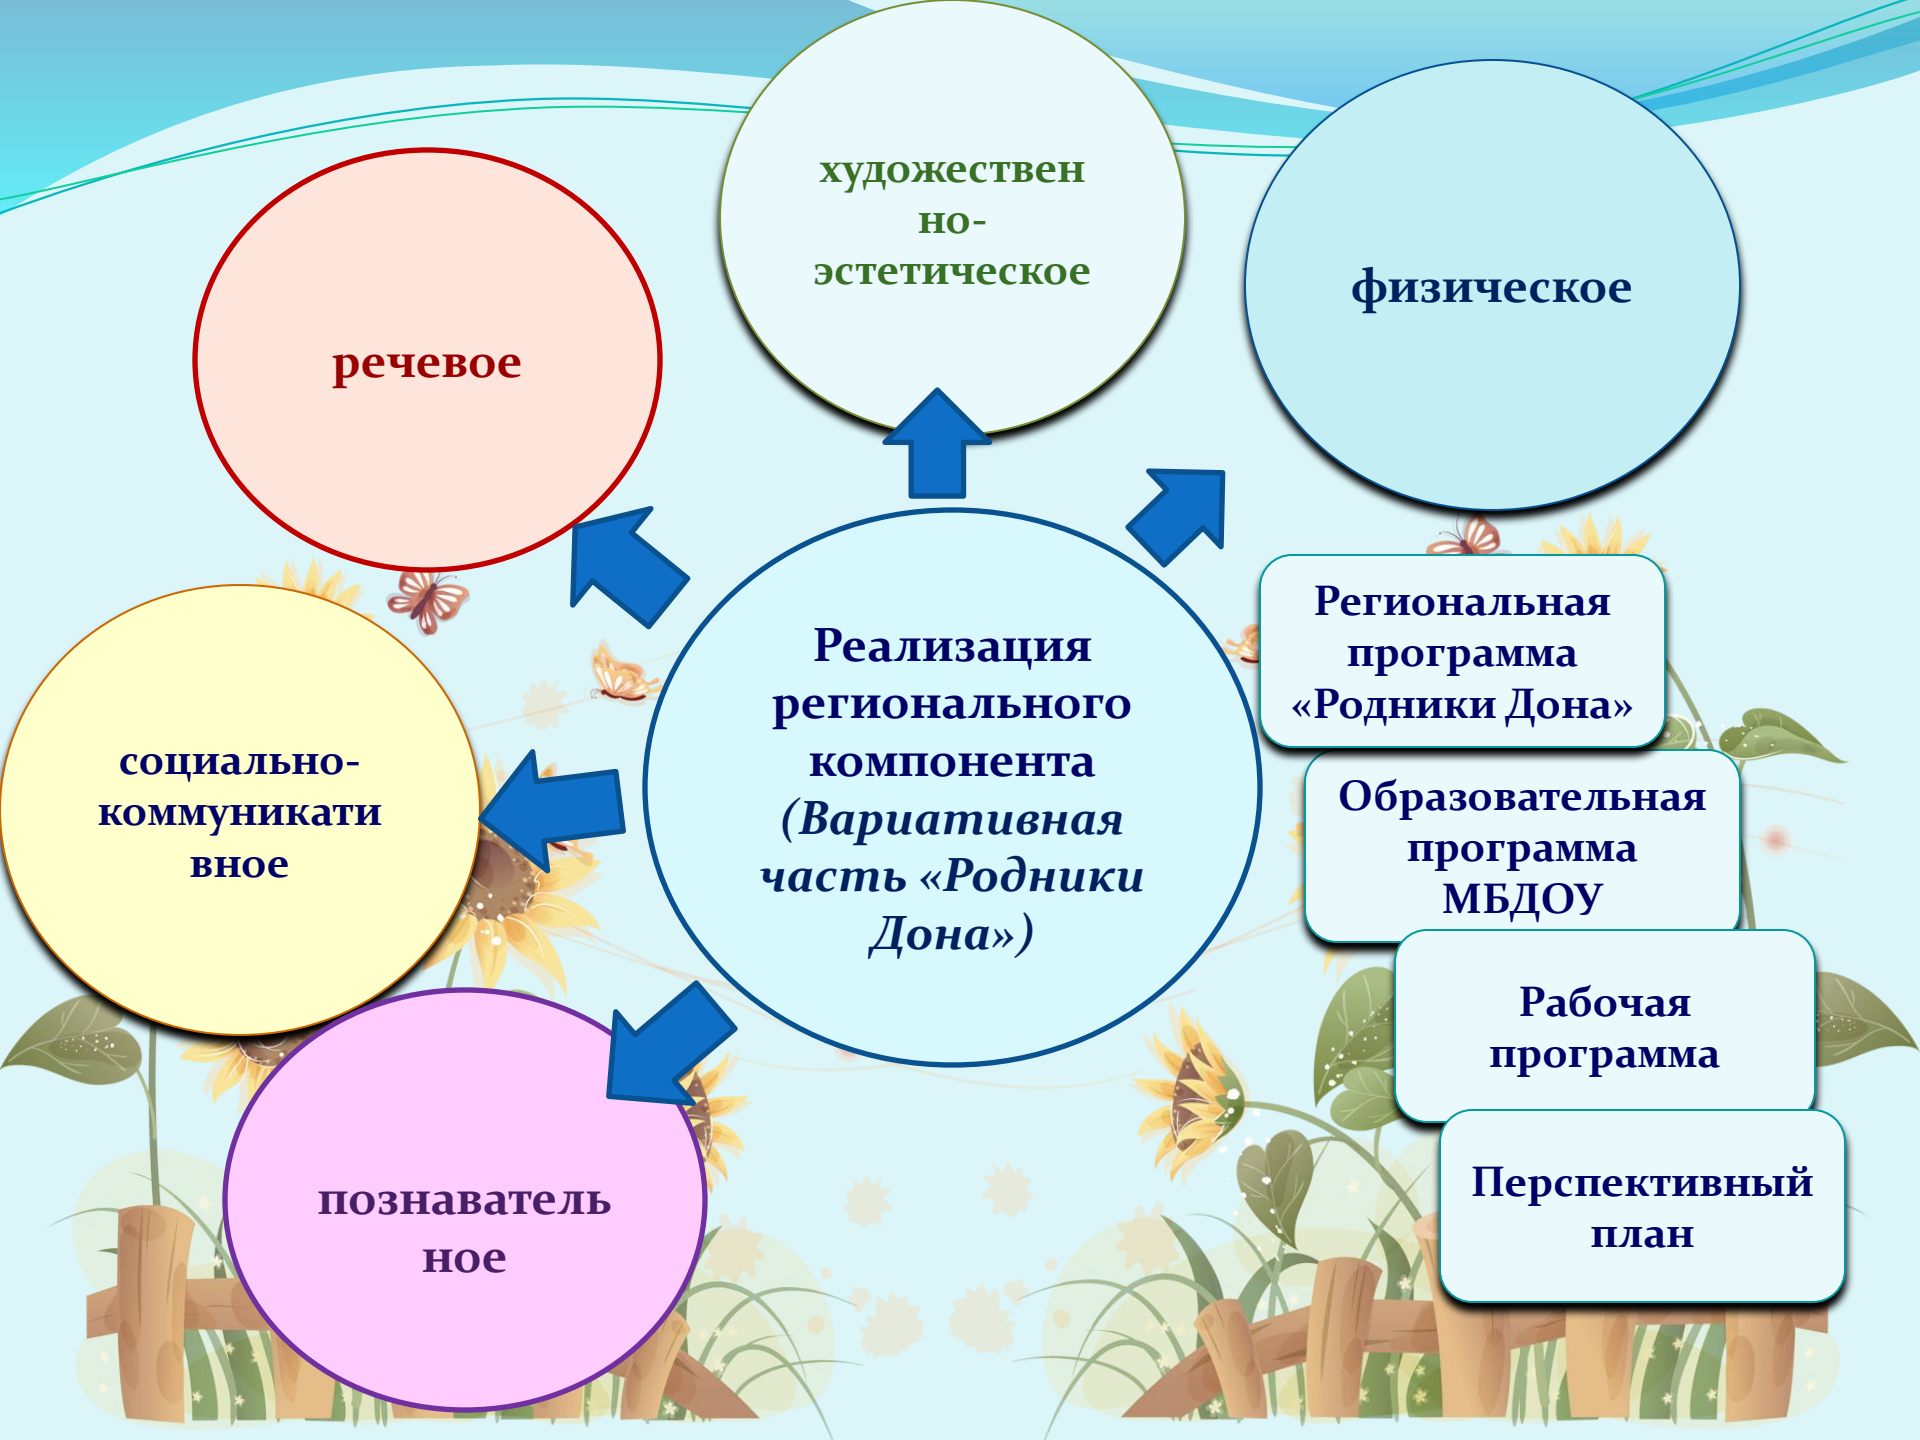 художествен
но-
эстетическое
физическое
речевое
Реализация
регионального
компонента
(Вариативная
часть «Родники
Дона»)
социально-
коммуникати
вное
познаватель
ное
Региональная
программа
«Родники Дона»
Образовательная
программа
МБДОУ
Рабочая
программа
Перспективный
план